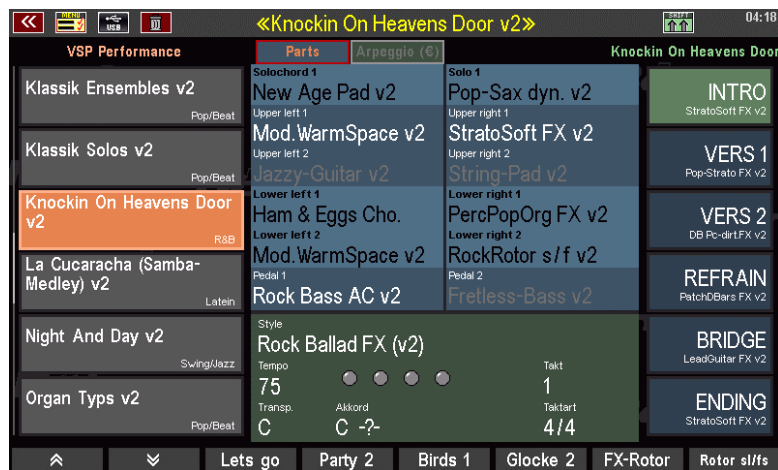 MENU
USB
«Knockin On Heavens Door v2»
SHIFT
04:18
VSP Performance
Parts
Arpeggio (€)
Knockin On Heavens Door
Klassik Ensembles v2
Pop/Beat
Klassik Solos v2
Pop/Beat
Knockin On Heavens Door
v2
R&B
La Cucaracha (Samba-
Medley) v2
Latein
Night And Day v2
Swing/Jazz
Organ Typs v2
Pop/Beat
Solochord 1
New Age Pad v2
Solo 1
Pop-Sax dyn. v2
Upper left 1
Mod.WarmSpace v2
Upper right 1
StratoSoft FX v2
Upper left 2
Jazzy-Guitar v2
Upper right 2
String-Pad v2
Lower left 1
Ham & Eggs Cho.
Lower right 1
PercPopOrg FX v2
Lower left 2
Mod.WarmSpace v2
Lower right 2
RockRotor s/f v2
Pedal 1
Rock Bass AC v2
Pedal 2
Fretless-Bass v2
Style
Rock Ballad FX (v2)
Tempo
75
Takt
1
Transp.
C
Akkord
C -?-
Taktart
4/4
INTRO
StratoSoft FX v2
VERS 1
Pop-Strato FX v2
VERS 2
DB Pc-dirt.FX v2
REFRAIN
PatchDBars FX v2
BRIDGE
LeadGuitar FX v2
ENDING
StratoSoft FX v2
Lets go
Party 2
Birds 1
Glocke 2
FX-Rotor
Rotor sl/fs